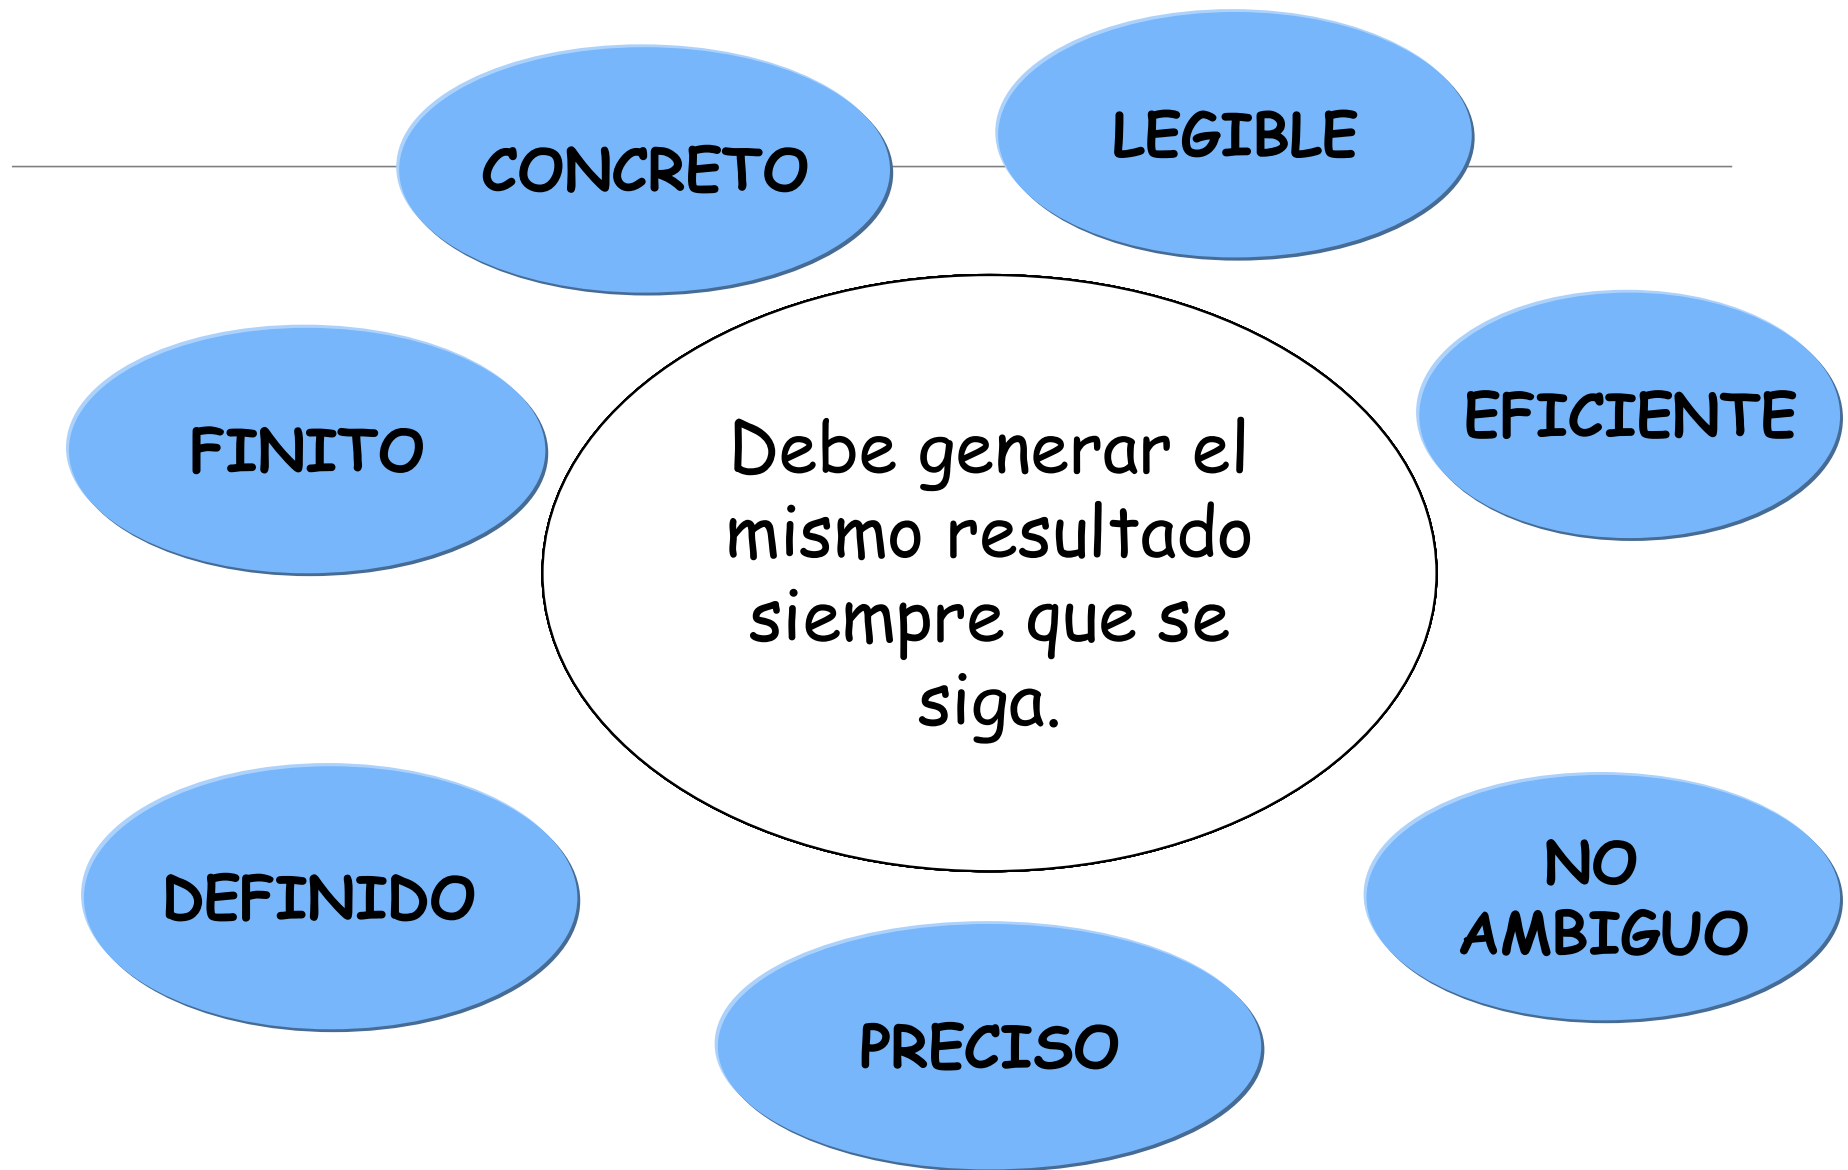 CONCRETO
LEGIBLE
FINITO
EFICIENTE
Debe generar el
mismo resultado
siempre que se
siga.
DEFINIDO
NO
AMBIGUO
PRECISO